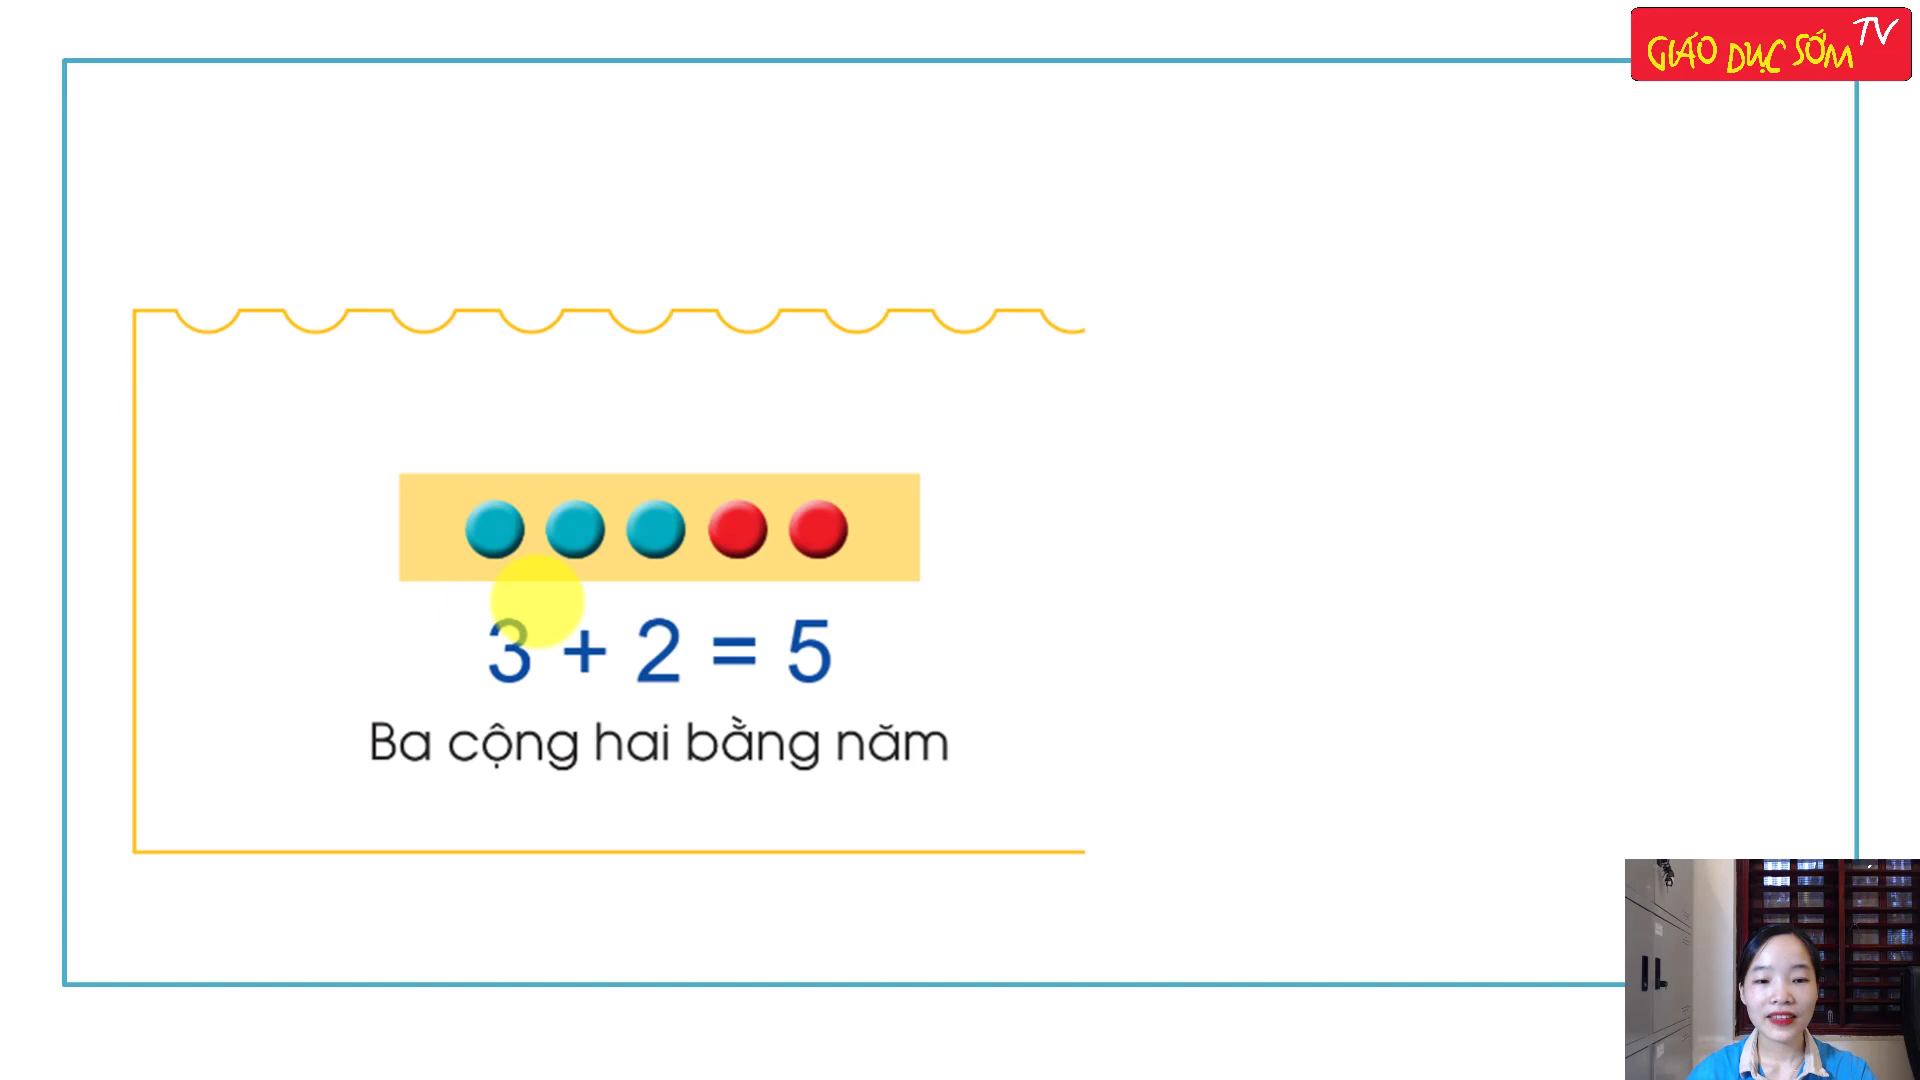 GIÁO DỤC SỚM TV
3 + 2 = 5
Ba cộng hai bằng năm